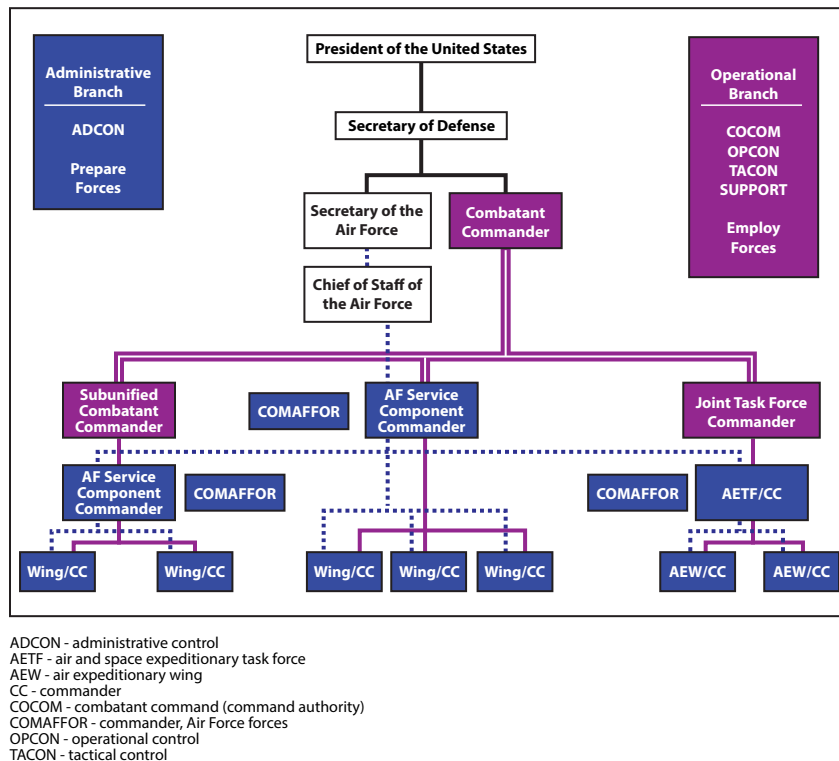 President of the United States
Administrative
Branch
ADCON
Prepare
Forces
Operational
Branch
COCOM
OPCON
TACON
SUPPORT
Employ
Forces
Secretary of Defense
Secretary of the
Air Force
Combatant
Commander
Chief of Staff of
the Air Force
Subunified
Combatant
Commander
COMAFFOR
AF Service
Component
Commander
Joint Task Force
Commander
AF Service
Component
Commander
COMAFFOR
COMAFFOR
AETF/CC
Wing/CC
Wing/CC
Wing/CC
Wing/CC
Wing/CC
AEW/CC
AEW/CC
ADCON - administrative control
AETF - air and space expeditionary task force
AEW - air expeditionary wing
CC - commander
COCOM - combatant command (command authority)
COMAFFOR - commander, Air Force forces
OPCON - operational control
TACON - tactical control